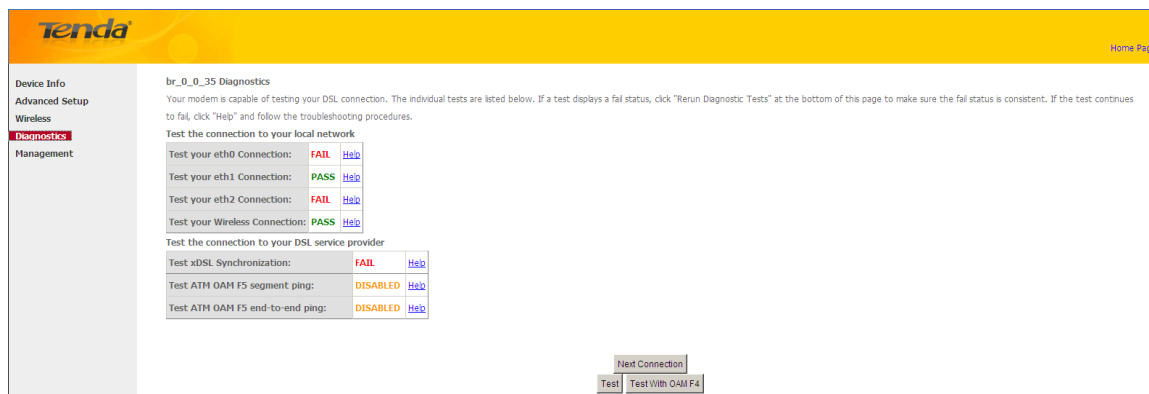 Tenda
Home Pag
Device Info
Advanced Setup
Wireless
Diagnostics
Management
br_0_0_35 Diagnostics
Your modem is capable of testing your DSL connection. The individual tests are listed below. If a test displays a fail status, click "Rerun Diagnostic Tests" at the bottom of this page to make sure the fail status is consistent. If the test continues
to fail, click "Help" and follow the troubleshooting procedures.
Test the connection to your local network
Test your eth0 Connection: FAIL Help
Test your eth1 Connection: PASS Help
Test your eth2 Connection: FAIL Help
Test your Wireless Connection: PASS Help
Test the connection to your DSL service provider
Test xDSL Synchronization: FAIL Help
Test ATM OAM F5 segment ping: DISABLED Help
Test ATM OAM F5 end-to-end ping: DISABLED Help
Next Connection
Test Test With OAM F4